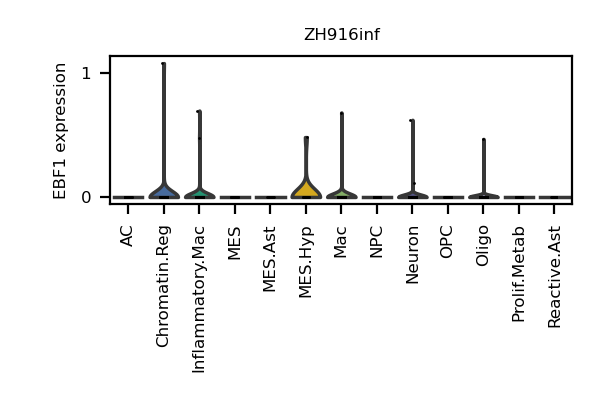 ZH916inf
EBF1 expression
1
0
AC
Chromatin.Reg
Inflammatory.Mac
MES
MES.Ast
MES.Hyp
Mac
NPC
Neuron
OPC
Oligo
Prolif.Metab
Reactive.Ast